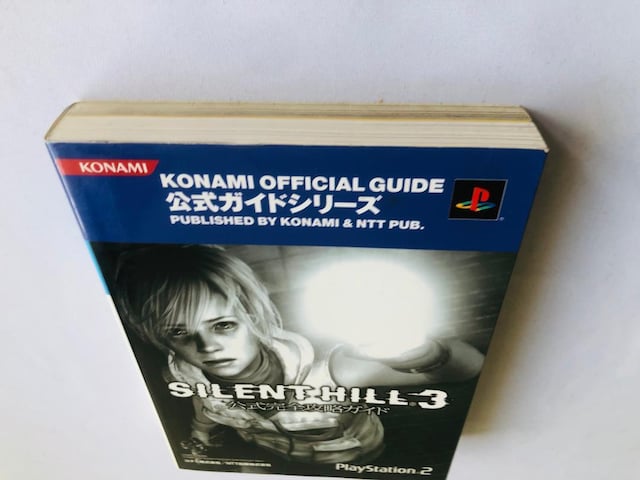 KONAMI
KONAMI OFFICIAL GUIDE
公式ガイドシリーズ
PUBLISHED BY KONAMI & NTT PUB.
SILENT HILL 3
公式完全攻略ガイド
PlayStation 2